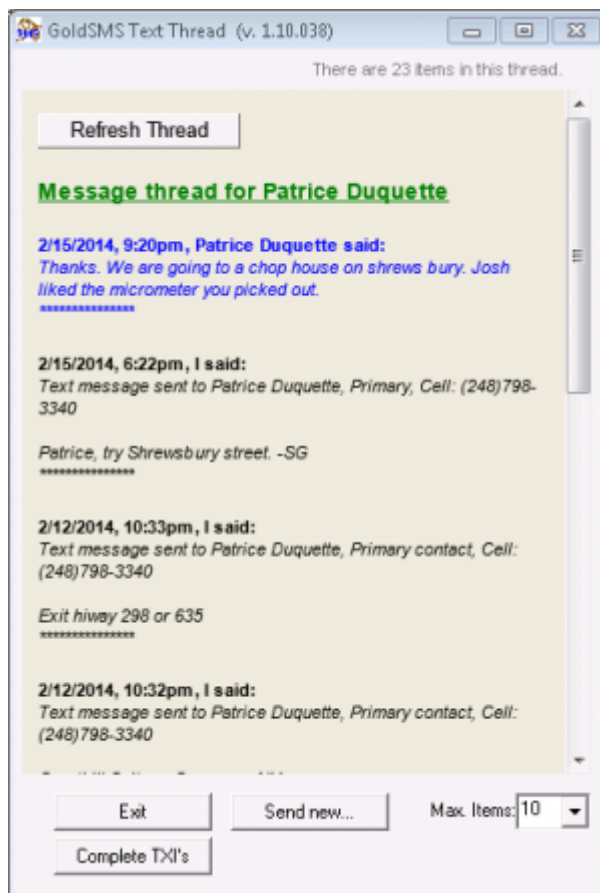 GoldSMS Text Thread (v. 1.10.038)
There are 23 items in this thread.
Refresh Thread
Message thread for Patrice Duquette
2/15/2014, 9:20pm, Patrice Duquette said:
Thanks. We are going to a chop house on shrews bury. Josh
liked the micrometer you picked out.
***************
2/15/2014, 6:22pm, I said:
Text message sent to Patrice Duquette, Primary, Cell: (248)798-
3340
Patrice, try Shrewsbury street. -SG
***************
2/12/2014, 10:33pm, I said:
Text message sent to Patrice Duquette, Primary contact, Cell:
(248)798-3340
Exit hiway 298 or 635
***************
2/12/2014, 10:32pm, I said:
Text message sent to Patrice Duquette, Primary contact, Cell:
(248)798-3340
Exit
Send new...
Max. Items: 10
Complete TXI's